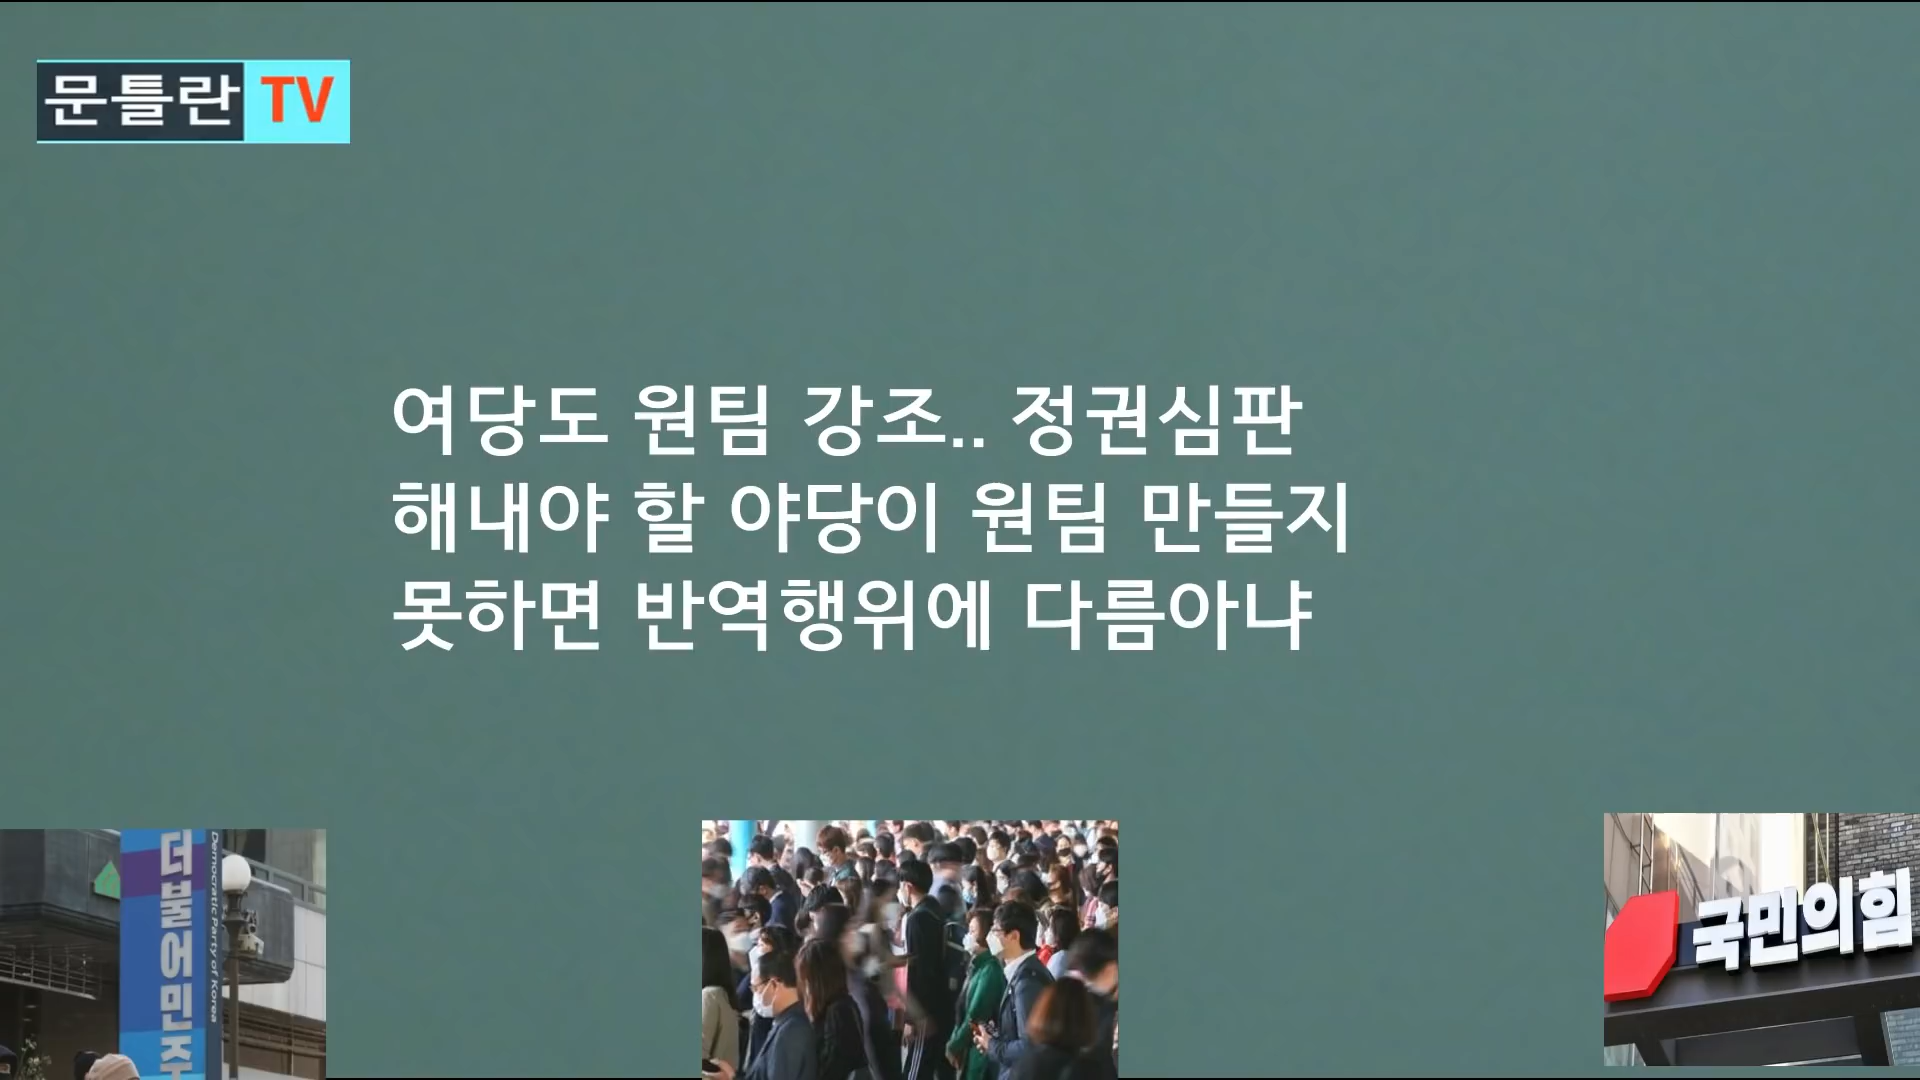 문틀란 TV
여당도 원팀 강조.. 정권심판
해내야 할 야당이 원팀 만들지
못하면 반역행위에 다름아냐
더불어민주
Democratic Party of Korea
국민의힘